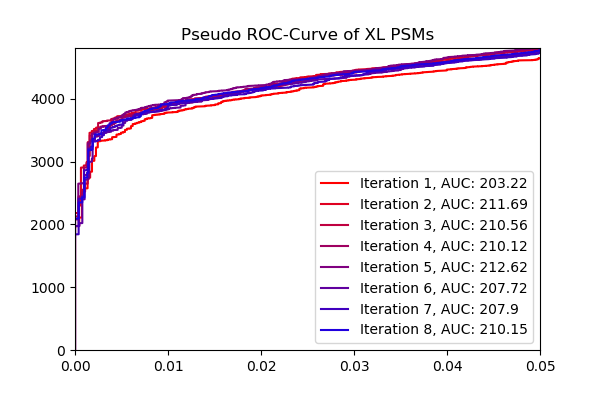 Pseudo ROC-Curve of XL PSMs
4000
3000
2000
1000
0
Iteration 1, AUC: 203.22
Iteration 2, AUC: 211.69
Iteration 3, AUC: 210.56
Iteration 4, AUC: 210.12
Iteration 5, AUC: 212.62
Iteration 6, AUC: 207.72
Iteration 7, AUC: 207.9
Iteration 8, AUC: 210.15
0.00 0.01 0.02 0.03 0.04 0.05